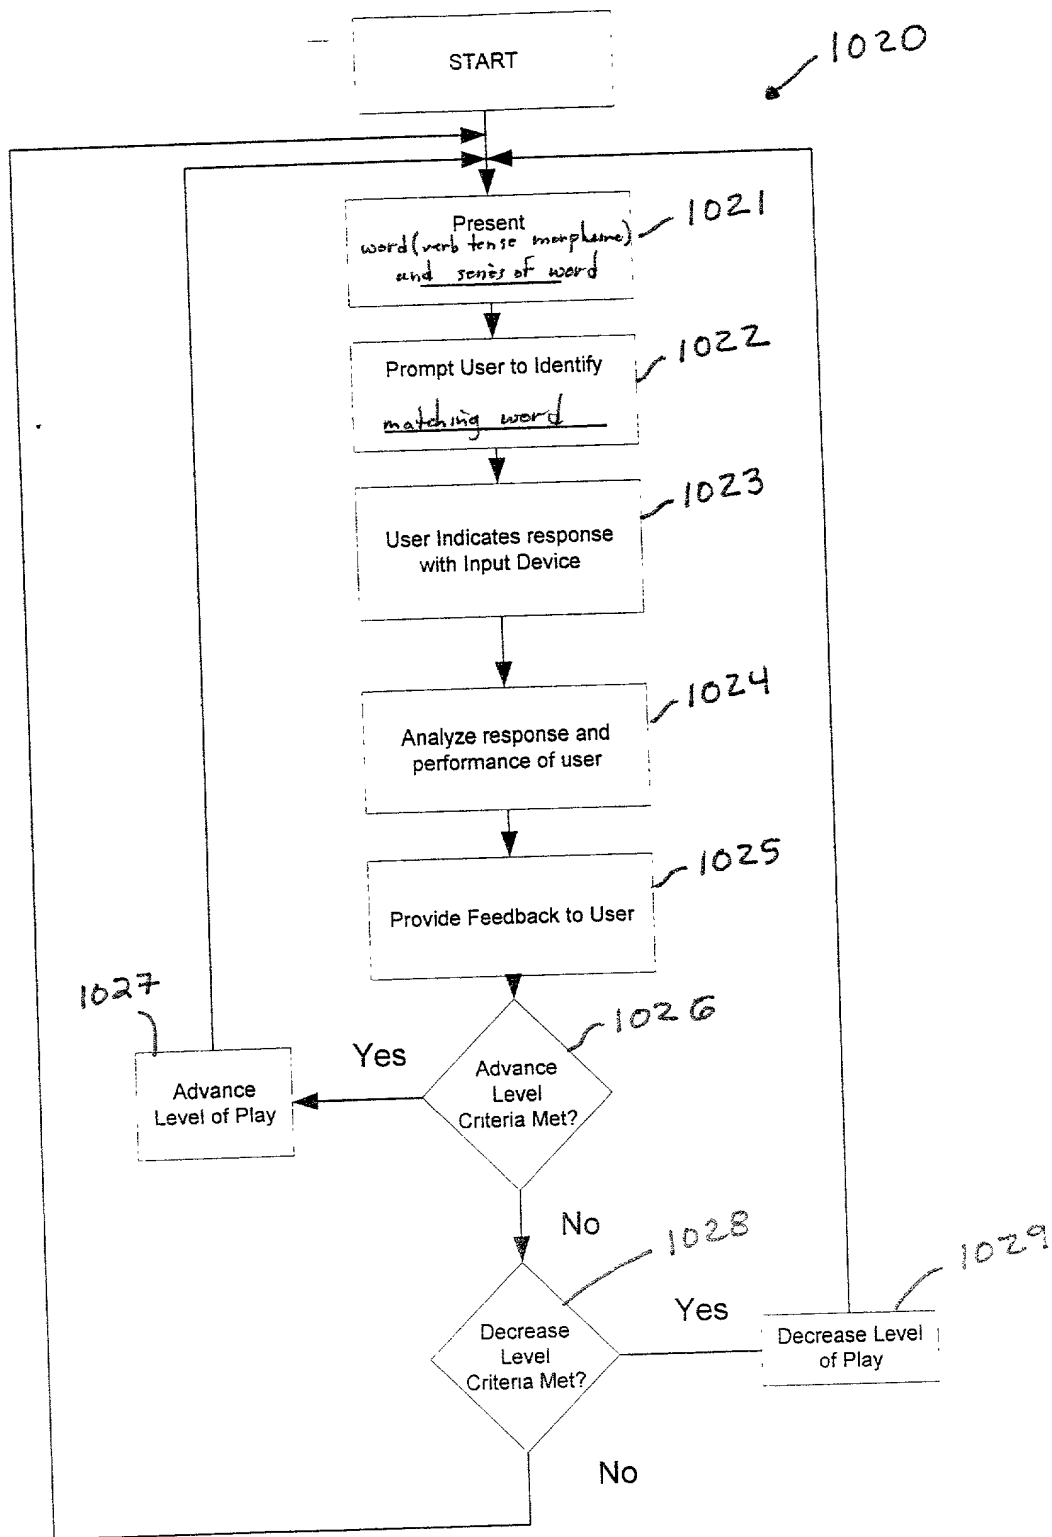 START
1020
Present
word (verb tense morpheme)
and series of word
1021
Prompt User to Identify
matching word
1022
User Indicates response
with Input Device
1023
Analyze response and
performance of user
1024
Provide Feedback to User
1025
Advance
Level
Criteria Met?
1026
Yes
Advance
Level of Play
1027
No
Decrease
Level
Criteria Met?
1028
Yes
Decrease Level
of Play
1029
No